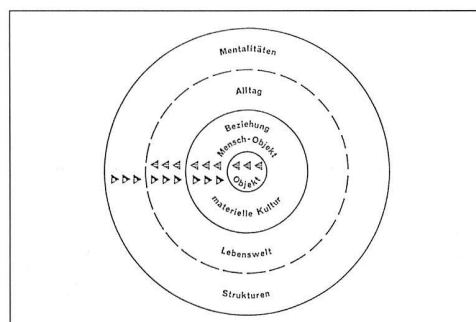 Mentalitäten
Alltag
Beziehung
Mensch-Objekt
Objekt
materielle Kultur
Lebenswelt
Strukturen